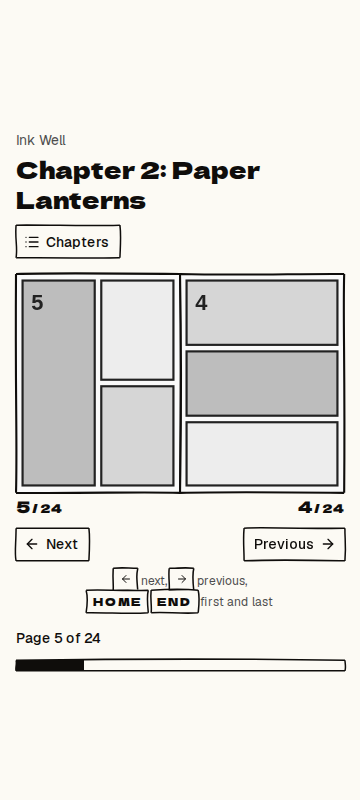 Ink Well
Chapter 2: Paper
Lanterns
Chapters
5
4
5/24
4/24
← Next
Previous →
← next, → previous,
HOME END first and last
Page 5 of 24